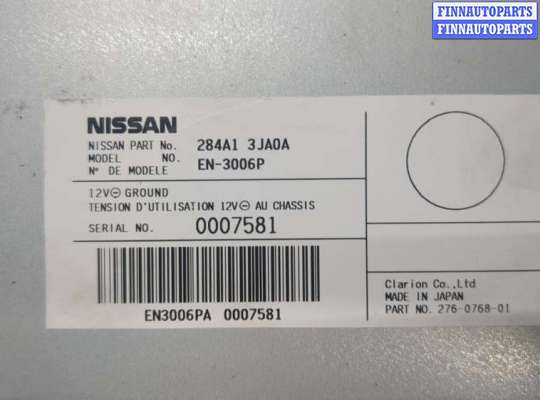 FINNAUTOPARTS
FINNAUTOPARTS
NISSAN
NISSAN PART No. 284A1 3JA0A
MODEL NO. EN-3006P
N° DE MODELE
12V⊖ GROUND
TENSION D'UTILISATION 12V⊖ AU CHASSIS
SERIAL NO. 0007581
EN3006PA 0007581
Clarion Co.,Ltd
MADE IN JAPAN
PART NO. 276-0768-01